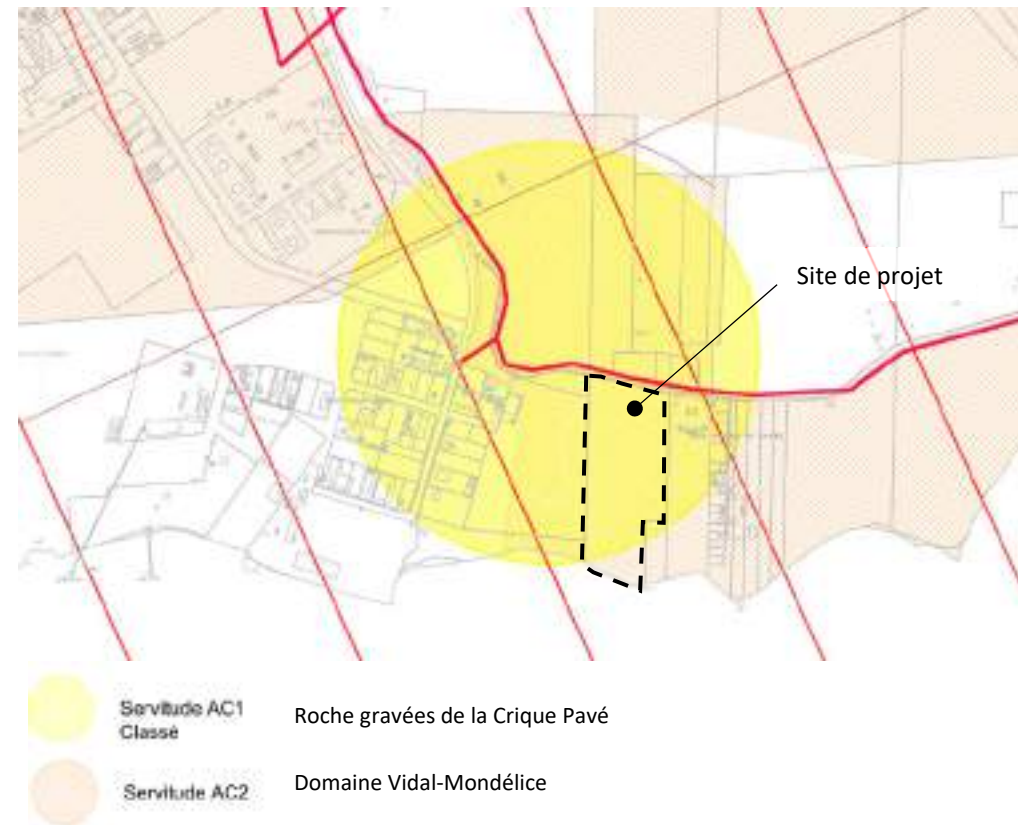 Site de projet
Servitude AC1
Classé
Roche gravées de la Crique Pavé
Servitude AC2
Domaine Vidal-Mondélice